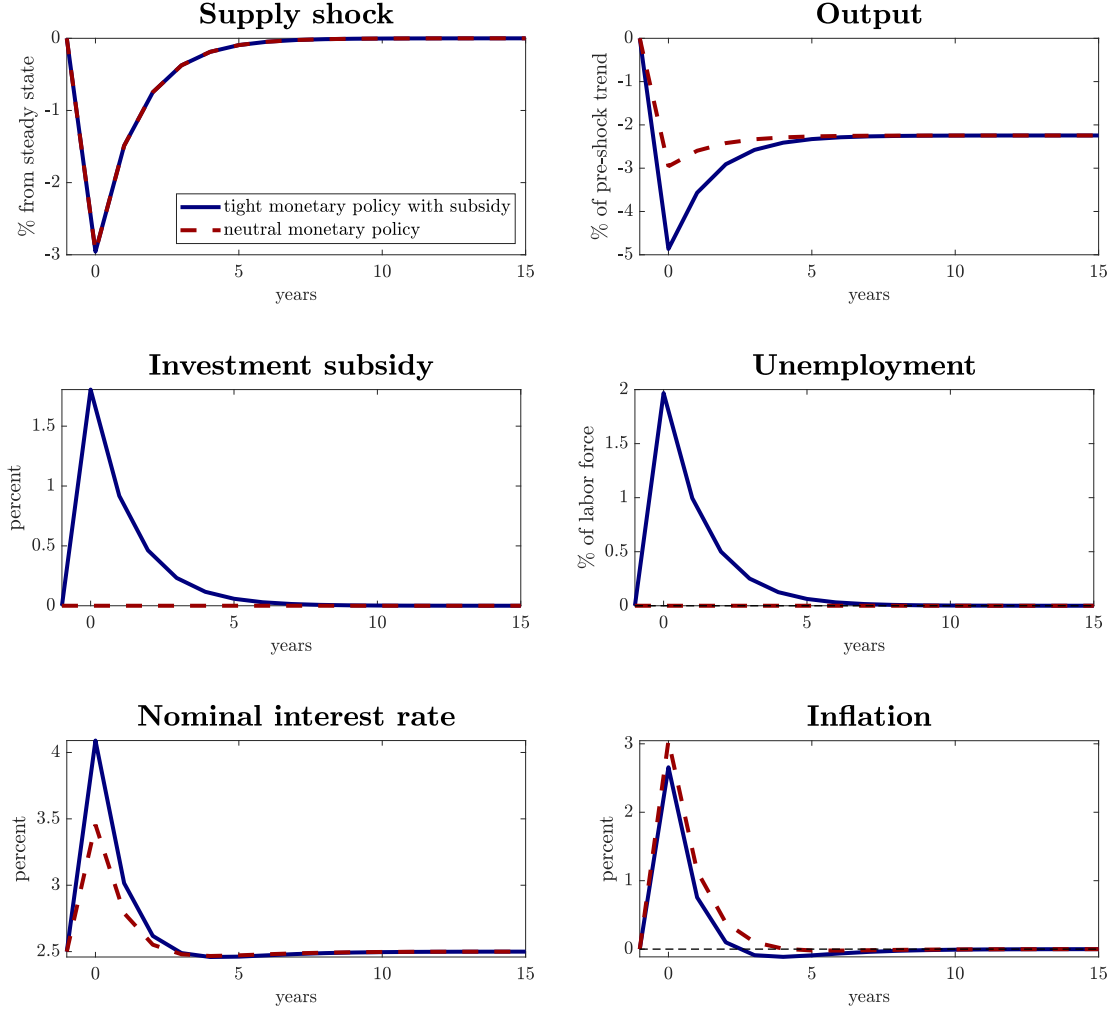 Supply shock
0
-1
-2
-3
% from steady state
tight monetary policy with subsidy
neutral monetary policy
0 5 10 15
years
Output
0
-1
-2
-3
-4
-5
% of pre-shock trend
0 5 10 15
years
Investment subsidy
1.5
1
0.5
0
percent
0 5 10 15
years
Unemployment
2
1.5
1
0.5
0
% of labor force
0 5 10 15
years
Nominal interest rate
4
3.5
3
2.5
percent
0 5 10 15
years
Inflation
3
2
1
0
percent
0 5 10 15
years